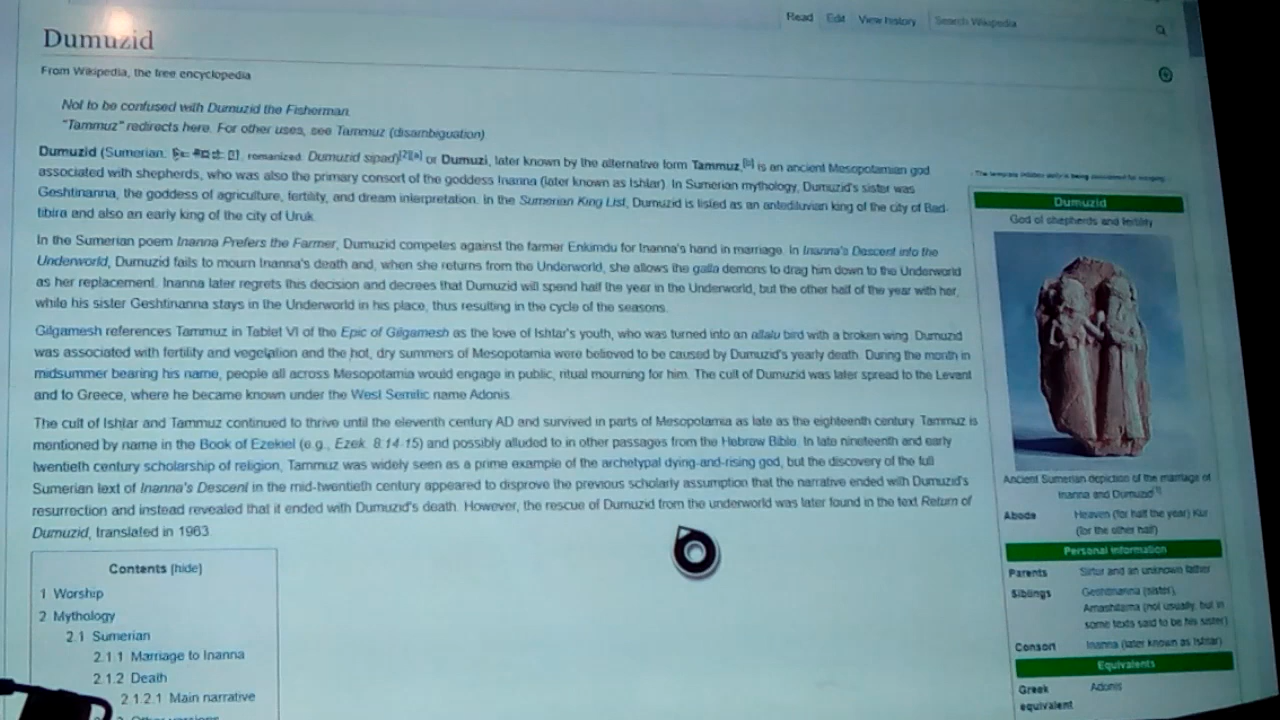 Read Edit View history Search Wikipedia
Dumuzid
From Wikipedia, the free encyclopedia
Not to be confused with Dumuzid the Fisherman.
"Tammuz" redirects here. For other uses, see Tammuz (disambiguation)
Dumuzid (Sumerian: romanized: Dumuzid sipad)[2][a] or Dumuzi, later known by the alternative form Tammuz,[b] is an ancient Mesopotamian god
associated with shepherds, who was also the primary consort of the goddess Inanna (later known as Ishtar). In Sumerian mythology, Dumuzid's sister was
Geshtinanna, the goddess of agriculture, fertility, and dream interpretation. In the Sumerian King List, Dumuzid is listed as an antediluvian king of the city of Bad-
tibira and also an early king of the city of Uruk.
In the Sumerian poem Inanna Prefers the Farmer, Dumuzid competes against the farmer Enkimdu for Inanna's hand in marriage. In Inanna's Descent into the
Underworld, Dumuzid fails to mourn Inanna's death and, when she returns from the Underworld, she allows the galla demons to drag him down to the Underworld
as her replacement. Inanna later regrets this decision and decrees that Dumuzid will spend half the year in the Underworld, but the other half of the year with her,
while his sister Geshtinanna stays in the Underworld in his place, thus resulting in the cycle of the seasons.
Gilgamesh references Tammuz in Tablet VI of the Epic of Gilgamesh as the love of Ishtar's youth, who was turned into an allalu bird with a broken wing. Dumuzid
was associated with fertility and vegetation and the hot, dry summers of Mesopotamia were believed to be caused by Dumuzid's yearly death. During the month in
midsummer bearing his name, people all across Mesopotamia would engage in public, ritual mourning for him. The cult of Dumuzid was later spread to the Levant
and to Greece, where he became known under the West Semitic name Adonis.
The cult of Ishtar and Tammuz continued to thrive until the eleventh century AD and survived in parts of Mesopotamia as late as the eighteenth century. Tammuz is
mentioned by name in the Book of Ezekiel (e.g., Ezek. 8:14-15) and possibly alluded to in other passages from the Hebrew Bible. In late nineteenth and early
twentieth century scholarship of religion, Tammuz was widely seen as a prime example of the archetypal dying-and-rising god, but the discovery of the full
Sumerian text of Inanna's Descent in the mid-twentieth century appeared to disprove the previous scholarly assumption that the narrative ended with Dumuzid's
resurrection and instead revealed that it ended with Dumuzid's death. However, the rescue of Dumuzid from the underworld was later found in the text Return of
Dumuzid, translated in 1963.
Contents [hide]
1 Worship
2 Mythology
2.1 Sumerian
2.1.1 Marriage to Inanna
2.1.2 Death
2.1.2.1 Main narrative
Dumuzid
God of shepherds and fertility
Ancient Sumerian depiction of the marriage of
Inanna and Dumuzid[1]
Abode Heaven (for half the year) Kur
(for the other half)
Personal information
Parents Sirtur and an unknown father
Siblings Geshtinanna (sister),
Amashilama (not usually, but in
some texts said to be his sister)
Consort Inanna (later known as Ishtar)
Equivalents
Greek Adonis
equivalent